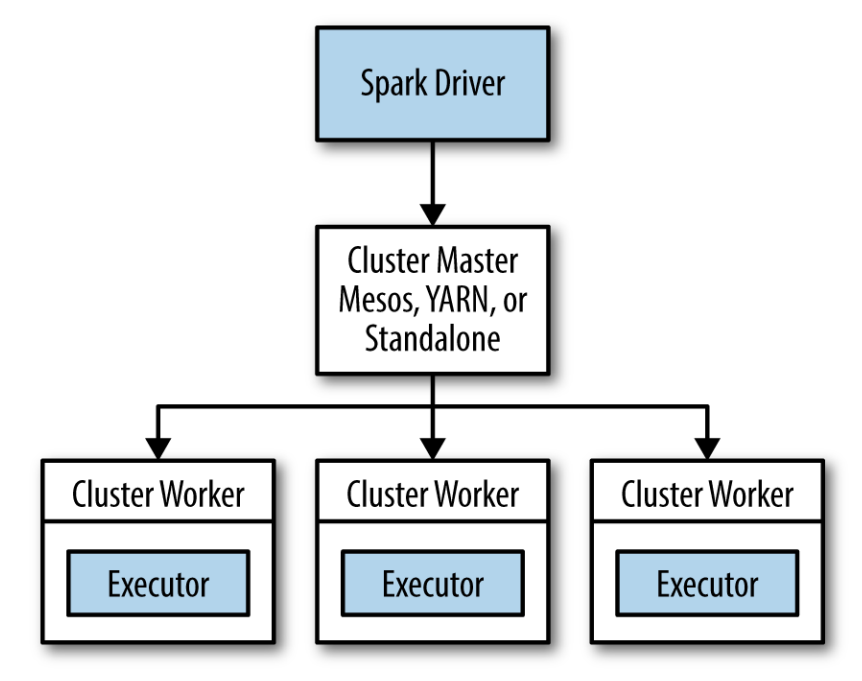 Spark Driver
Cluster Master
Mesos, YARN, or
Standalone
Cluster Worker
Cluster Worker
Cluster Worker
Executor
Executor
Executor